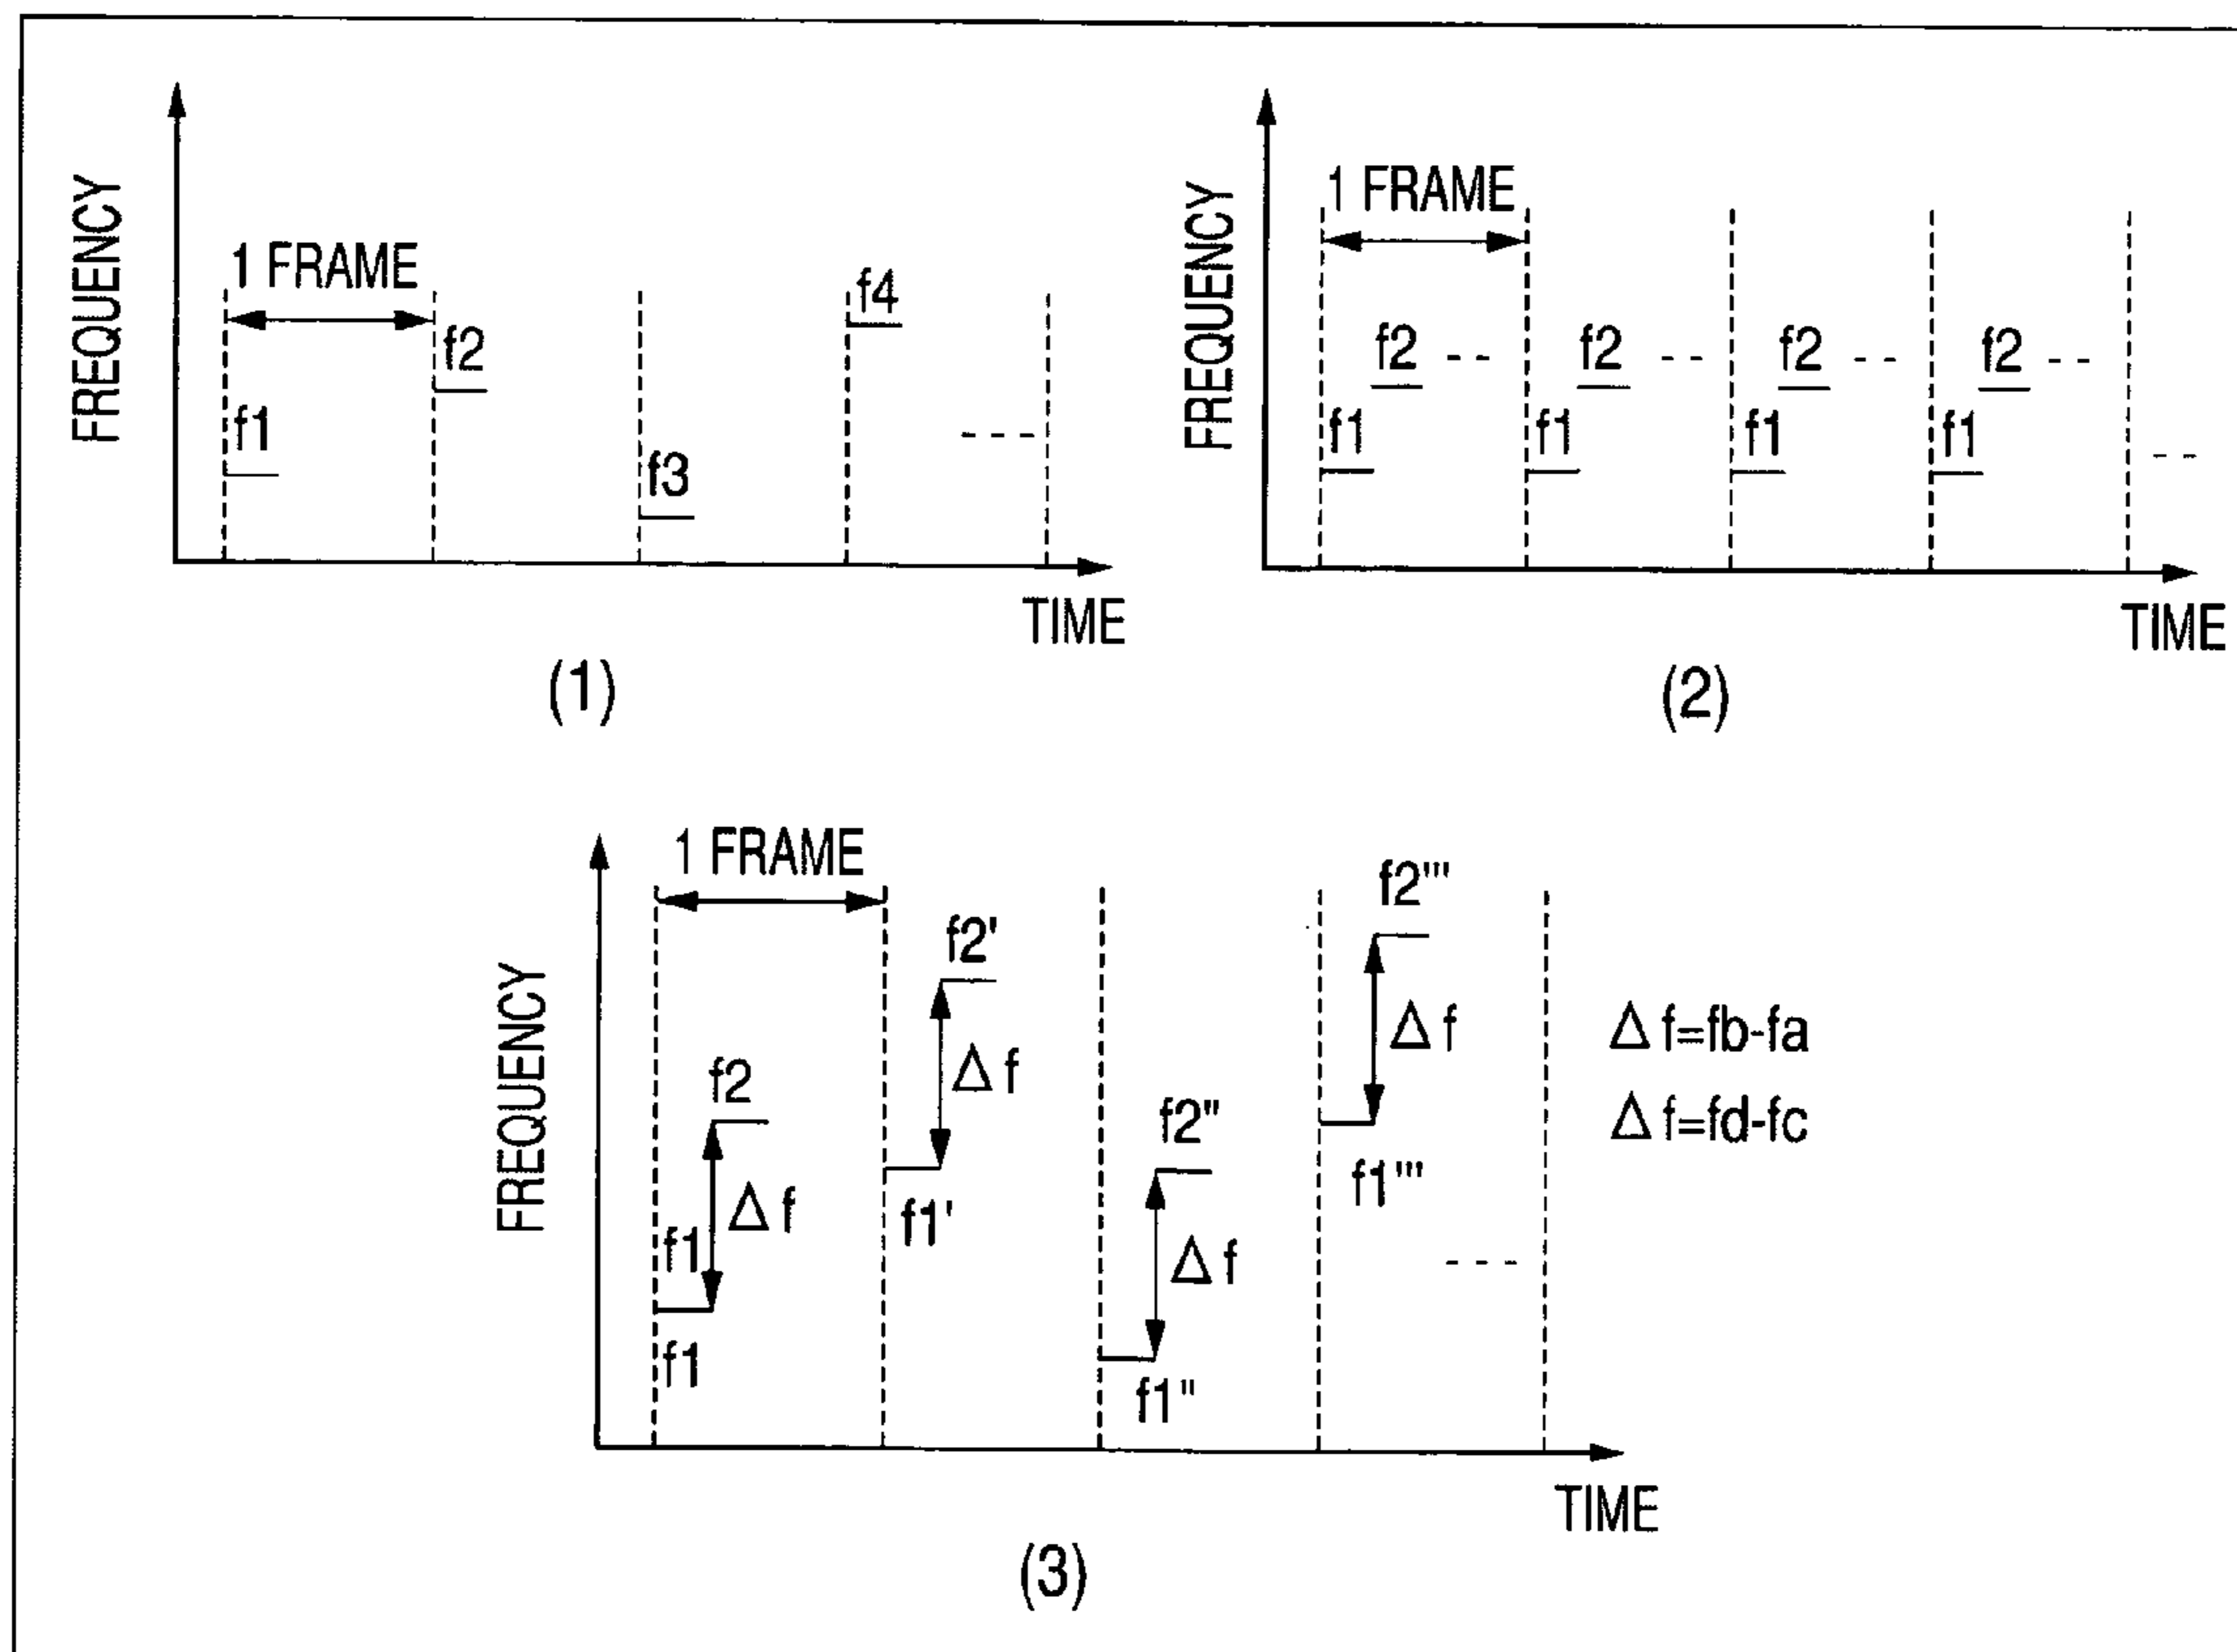 FREQUENCY
1 FRAME
f1
f2
f3
f4
- - - -
TIME
(1)
FREQUENCY
1 FRAME
f2 - - f2 - - f2 - - f2 - -
f1 f1 f1 f1
- -
TIME
(2)
FREQUENCY
1 FRAME
f1
f1
f2
Δf
f2'
Δf
f1'
f2"
Δf
f1"
f2'''
Δf
f1'''
- - - -
Δf=fb-fa
Δf=fd-fc
TIME
(3)